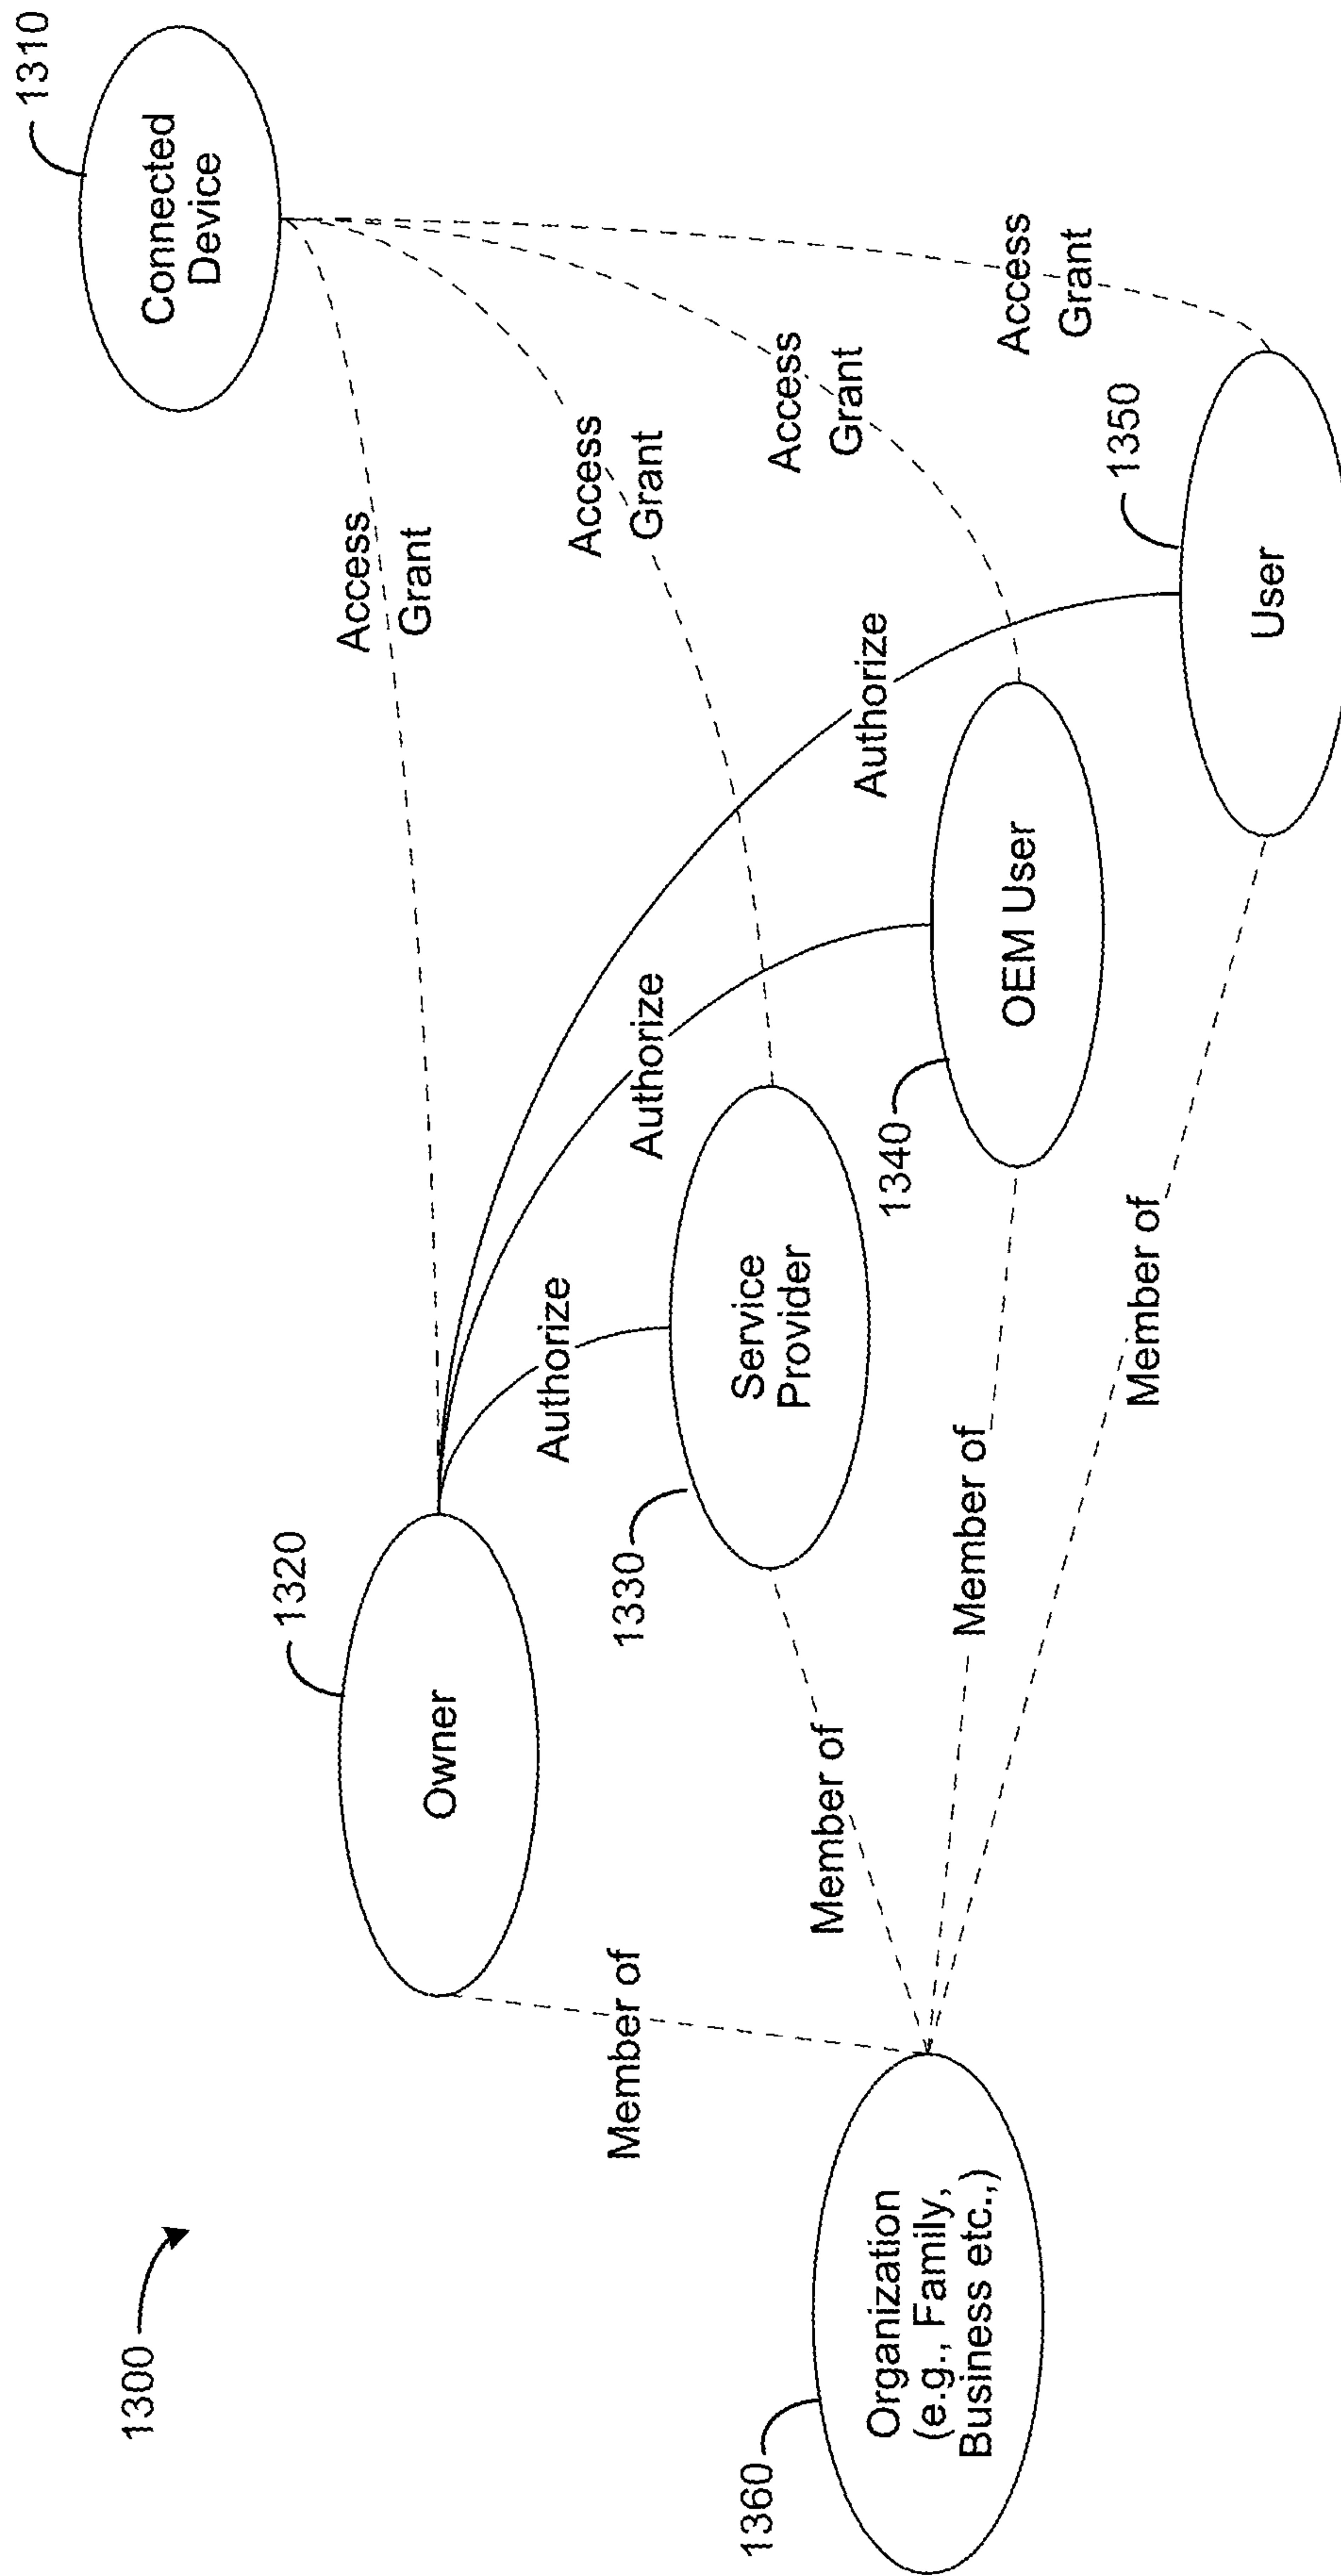 1300
1310
Connected
Device
1320
Owner
Access
Grant
Access
Grant
Access
Grant
Access
Grant
Authorize
Authorize
Authorize
1330
Service
Provider
1340
OEM User
1350
User
Member of
Member of
Member of
Member of
1360
Organization
(e.g., Family,
Business etc.,)